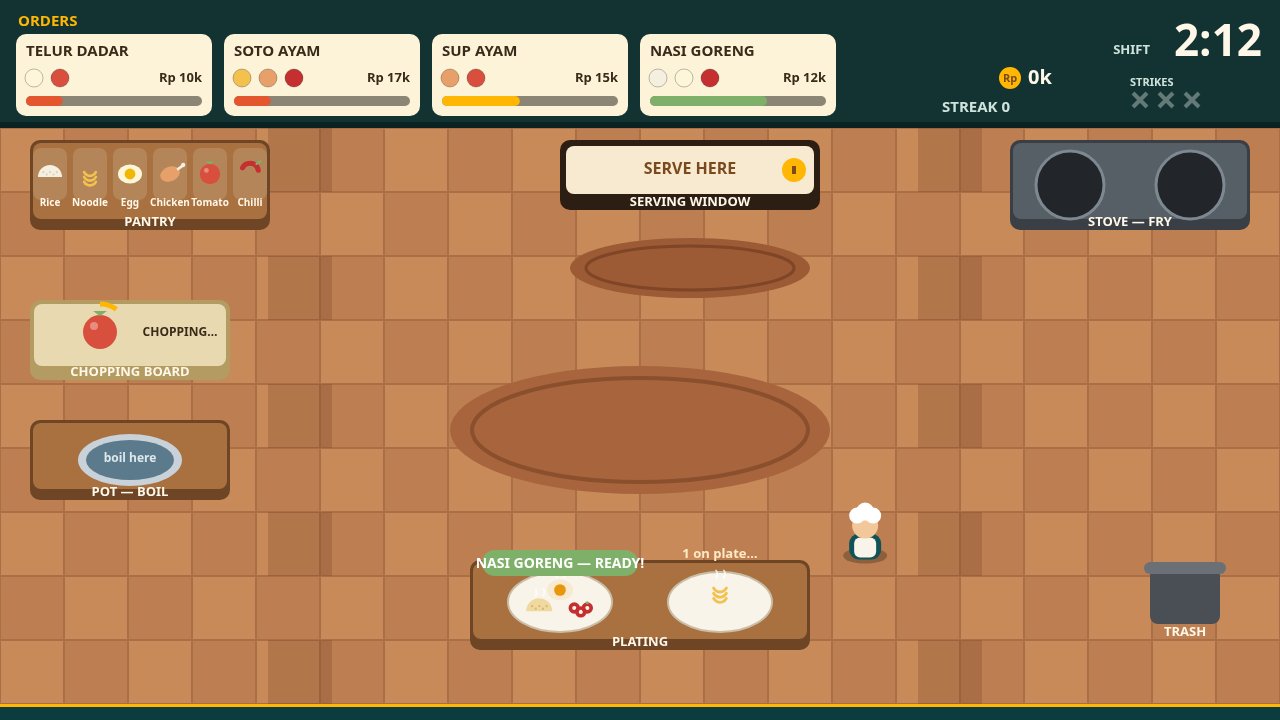 ORDERS
TELUR DADAR
Rp 10k
SOTO AYAM
Rp 17k
SUP AYAM
Rp 15k
NASI GORENG
Rp 12k
Rp 0k
STREAK 0
SHIFT 2:12
STRIKES
Rice Noodle Egg Chicken Tomato Chilli
PANTRY
SERVE HERE
SERVING WINDOW
STOVE — FRY
CHOPPING...
CHOPPING BOARD
boil here
POT — BOIL
NASI GORENG — READY!
1 on plate...
PLATING
TRASH